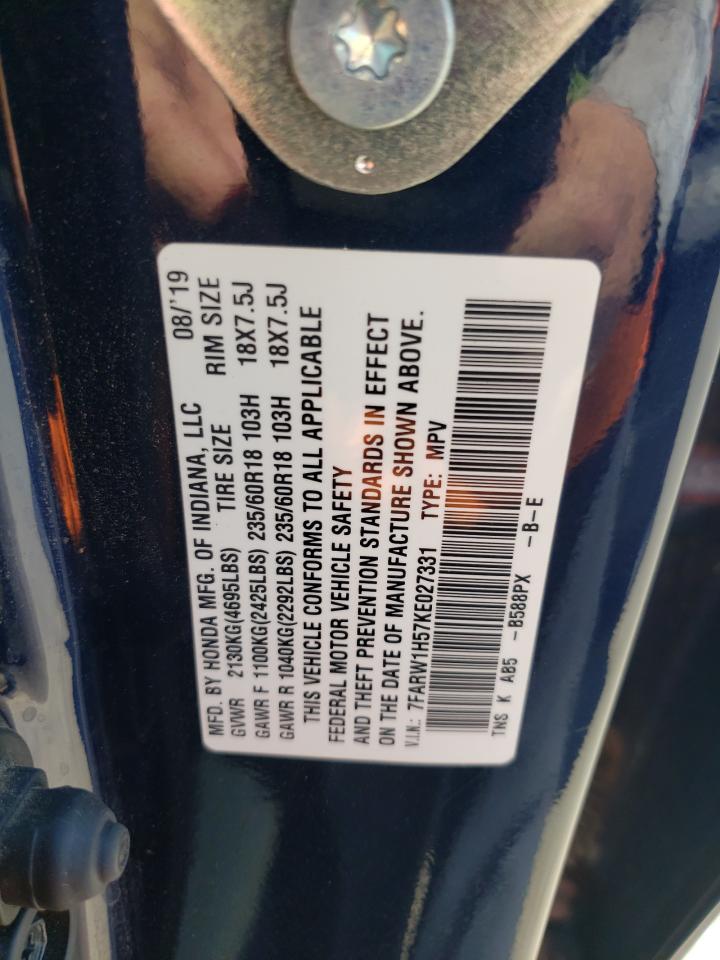 MFD. BY HONDA MFG. OF INDIANA, LLC 08/'19
GVWR 2130KG(4695LBS) TIRE SIZE RIM SIZE
GAWR F 1100KG(2425LBS) 235/60R18 103H 18X7.5J
GAWR R 1040KG(2292LBS) 235/60R18 103H 18X7.5J
THIS VEHICLE CONFORMS TO ALL APPLICABLE
FEDERAL MOTOR VEHICLE SAFETY
AND THEFT PREVENTION STANDARDS IN EFFECT
ON THE DATE OF MANUFACTURE SHOWN ABOVE.
V.I.N.: 7FARW1H57KE027331 TYPE: MPV
TNS K AB5 -B588PX -B-E